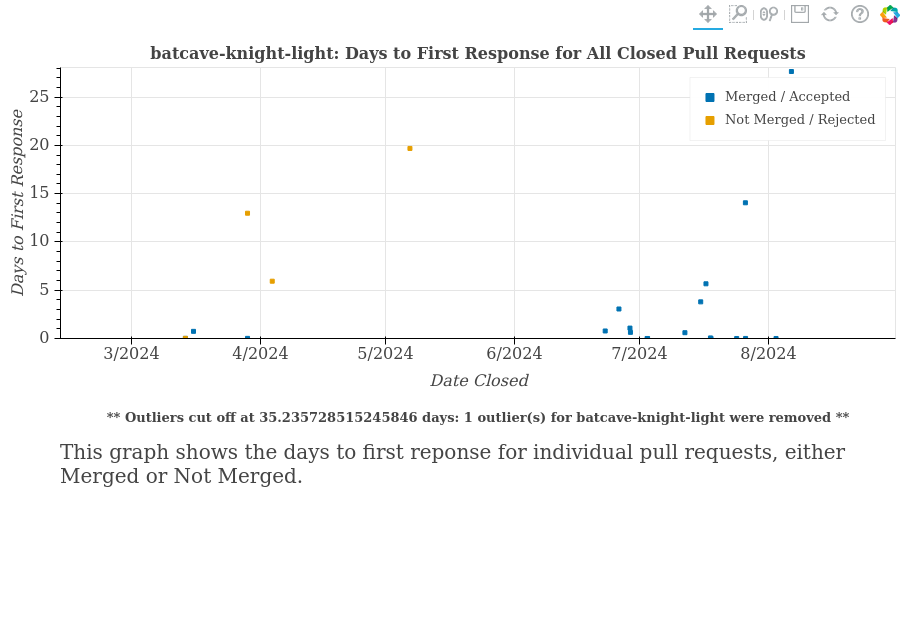 batcave-knight-light: Days to First Response for All Closed Pull Requests
Merged / Accepted
Not Merged / Rejected
Days to First Response
25
20
15
10
5
0
3/2024 4/2024 5/2024 6/2024 7/2024 8/2024
Date Closed
** Outliers cut off at 35.235728515245846 days: 1 outlier(s) for batcave-knight-light were removed **
This graph shows the days to first reponse for individual pull requests, either
Merged or Not Merged.